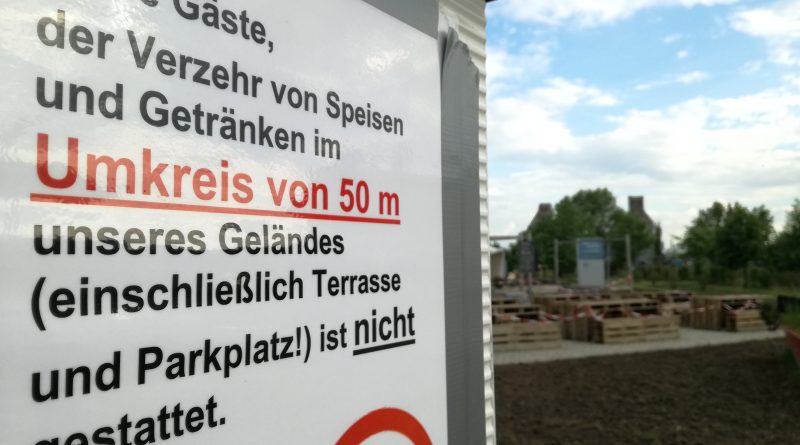 Gäste,
der Verzehr von Speisen
und Getränken im
Umkreis von 50 m
unseres Geländes
(einschließlich Terrasse
und Parkplatz!) ist nicht
gestattet.